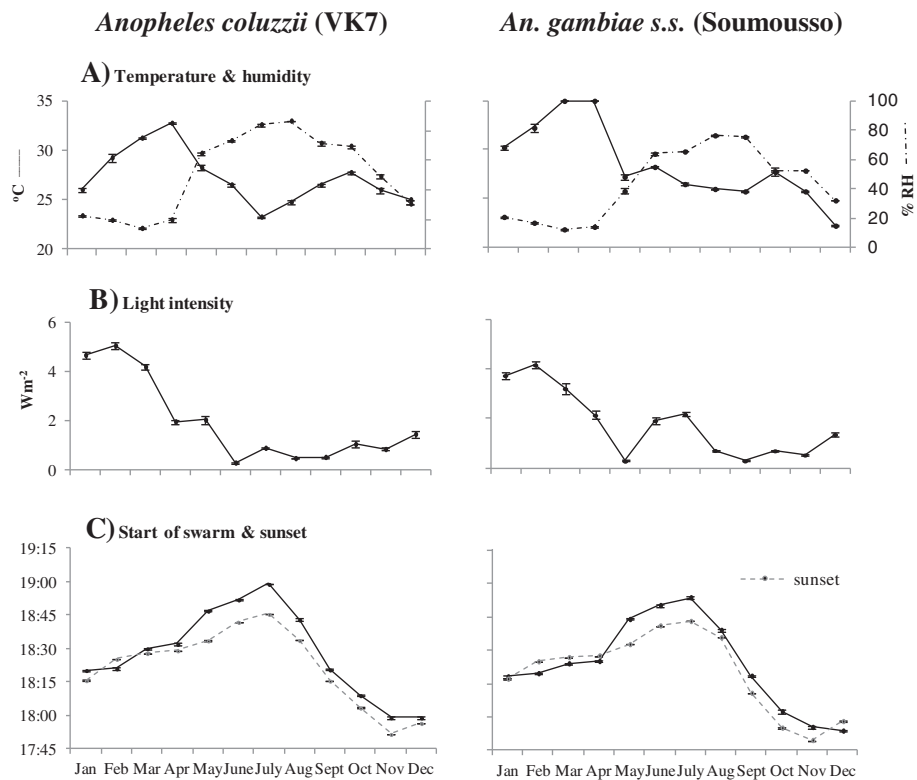 Anopheles coluzzii (VK7)
An. gambiae s.s. (Soumousso)
A) Temperature & humidity
35
30
25
20
°C
100
80
60
40
20
0
% RH
B) Light intensity
6
4
2
0
Wm-2
C) Start of swarm & sunset
19:15
19:00
18:45
18:30
18:15
18:00
17:45
sunset
Jan Feb Mar Apr May June July Aug Sept Oct Nov Dec
Jan Feb Mar Apr May June July Aug Sept Oct Nov Dec